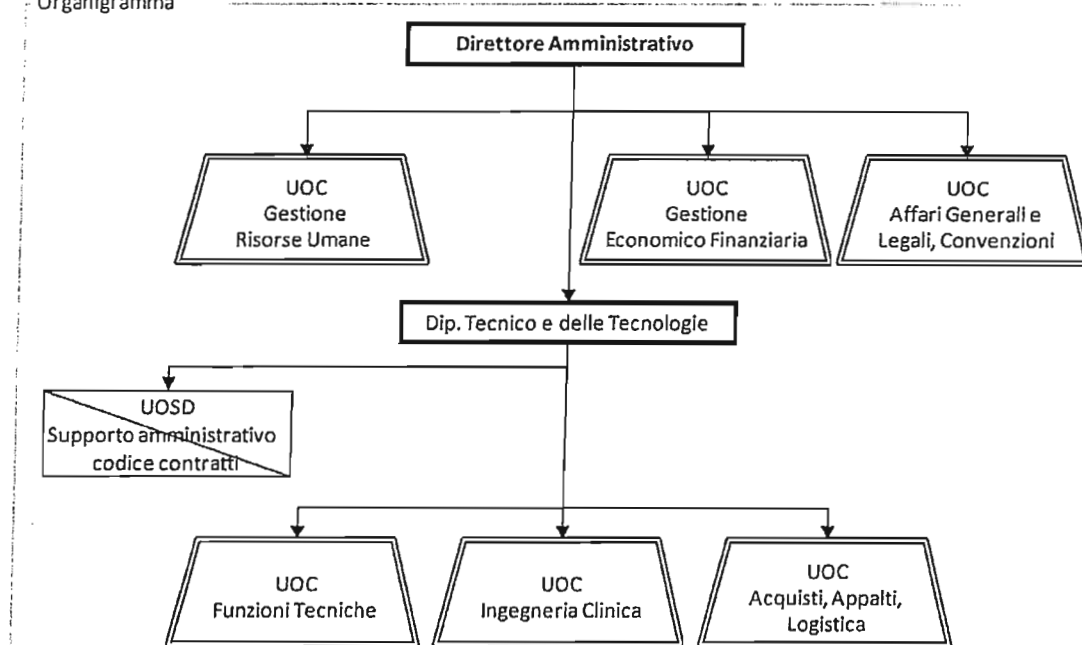 Organigramma
Direttore Amministrativo
UOC
Gestione
Risorse Umane
UOC
Gestione
Economico Finanziaria
UOC
Affari Generali e
Legali, Convenzioni
Dip. Tecnico e delle Tecnologie
UOSD
Supporto amministrativo
codice contratti
UOC
Funzioni Tecniche
UOC
Ingegneria Clinica
UOC
Acquisti, Appalti,
Logistica